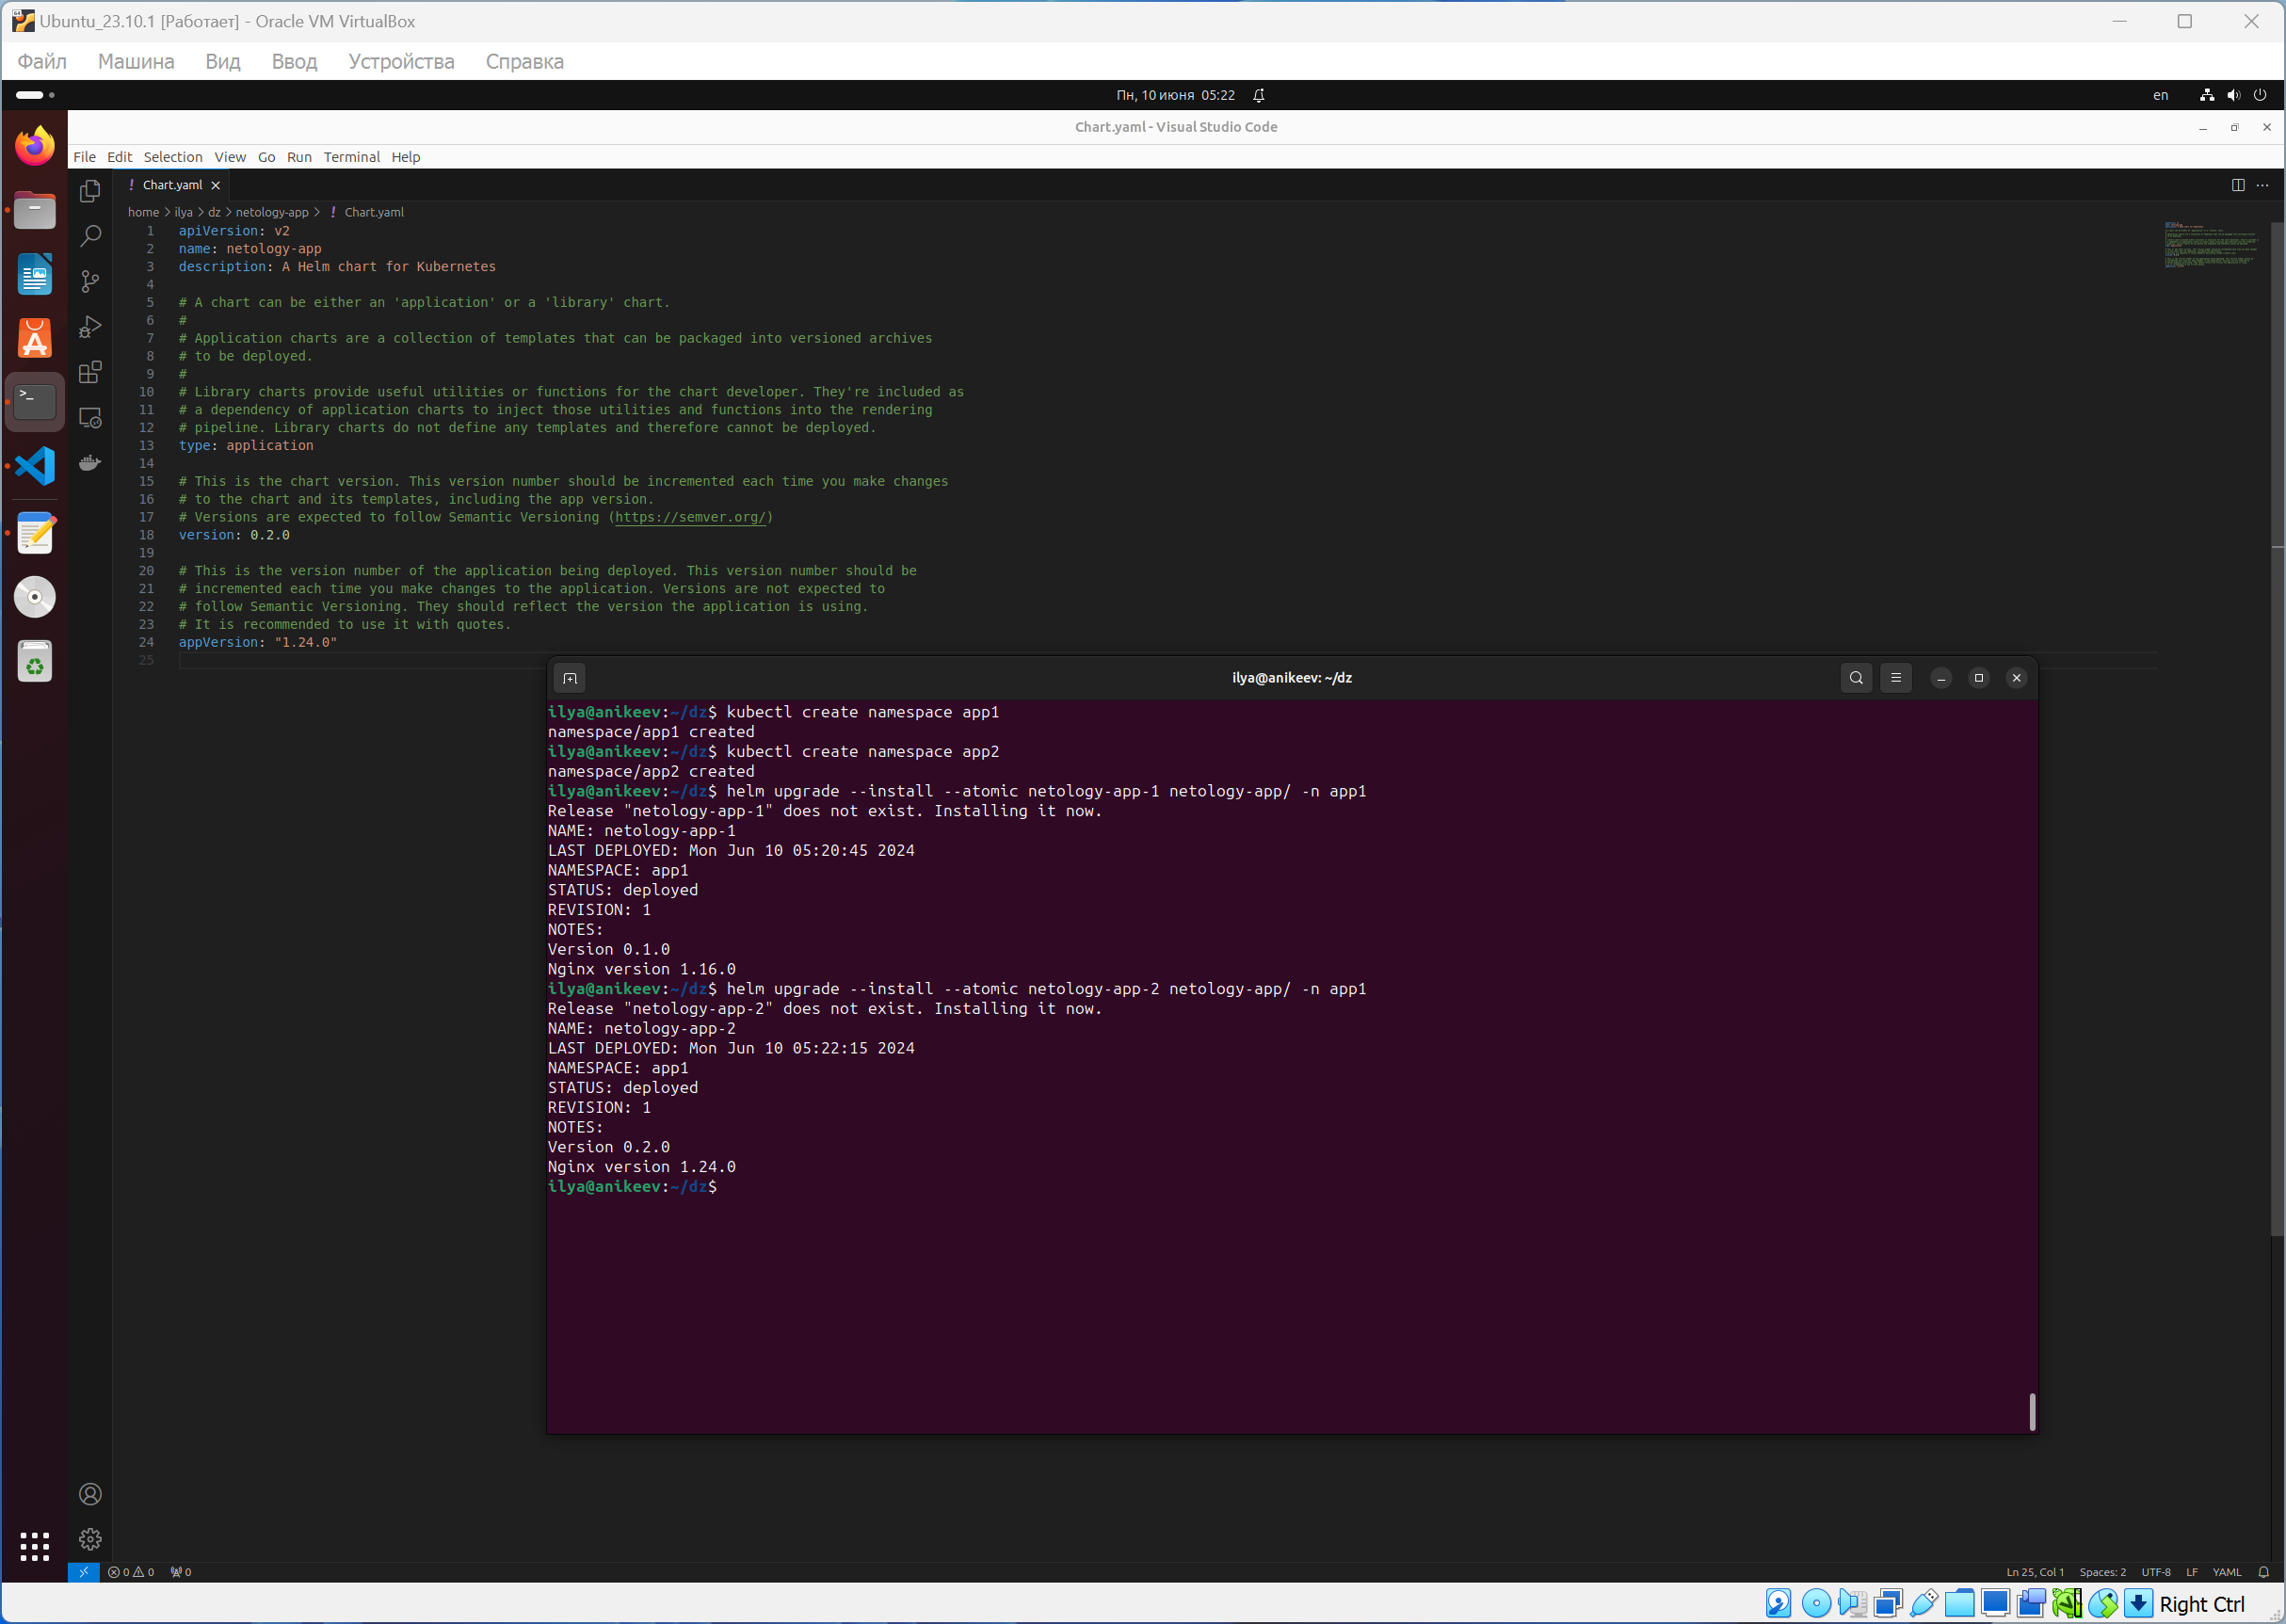 Ubuntu_23.10.1 [Работает] - Oracle VM VirtualBox
Файл Машина Вид Ввод Устройства Справка
Пн, 10 июня 05:22
en
Chart.yaml - Visual Studio Code
File Edit Selection View Go Run Terminal Help
! Chart.yaml
home > ilya > dz > netology-app > ! Chart.yaml
1 apiVersion: v2
2 name: netology-app
3 description: A Helm chart for Kubernetes
4
5 # A chart can be either an 'application' or a 'library' chart.
6 #
7 # Application charts are a collection of templates that can be packaged into versioned archives
8 # to be deployed.
9 #
10 # Library charts provide useful utilities or functions for the chart developer. They're included as
11 # a dependency of application charts to inject those utilities and functions into the rendering
12 # pipeline. Library charts do not define any templates and therefore cannot be deployed.
13 type: application
14
15 # This is the chart version. This version number should be incremented each time you make changes
16 # to the chart and its templates, including the app version.
17 # Versions are expected to follow Semantic Versioning (https://semver.org/)
18 version: 0.2.0
19
20 # This is the version number of the application being deployed. This version number should be
21 # incremented each time you make changes to the application. Versions are not expected to
22 # follow Semantic Versioning. They should reflect the version the application is using.
23 # It is recommended to use it with quotes.
24 appVersion: "1.24.0"
25
ilya@anikeev: ~/dz
ilya@anikeev:~/dz$ kubectl create namespace app1
namespace/app1 created
ilya@anikeev:~/dz$ kubectl create namespace app2
namespace/app2 created
ilya@anikeev:~/dz$ helm upgrade --install --atomic netology-app-1 netology-app/ -n app1
Release "netology-app-1" does not exist. Installing it now.
NAME: netology-app-1
LAST DEPLOYED: Mon Jun 10 05:20:45 2024
NAMESPACE: app1
STATUS: deployed
REVISION: 1
NOTES:
Version 0.1.0
Nginx version 1.16.0
ilya@anikeev:~/dz$ helm upgrade --install --atomic netology-app-2 netology-app/ -n app1
Release "netology-app-2" does not exist. Installing it now.
NAME: netology-app-2
LAST DEPLOYED: Mon Jun 10 05:22:15 2024
NAMESPACE: app1
STATUS: deployed
REVISION: 1
NOTES:
Version 0.2.0
Nginx version 1.24.0
ilya@anikeev:~/dz$
0 0 0
Ln 25, Col 1 Spaces: 2 UTF-8 LF YAML
Right Ctrl